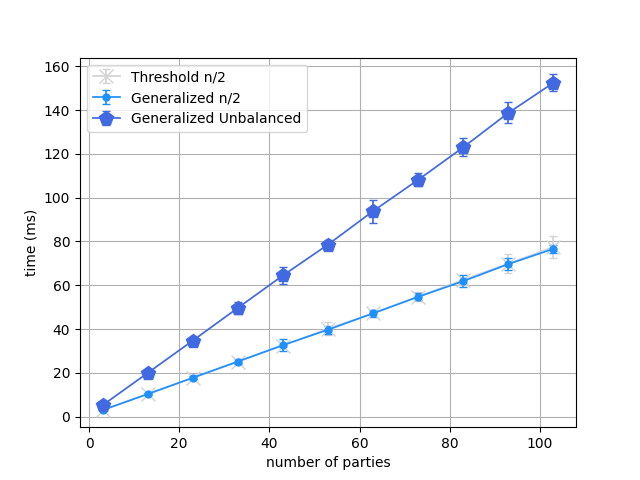 160
140
120
100
80
60
40
20
0
time (ms)
Threshold n/2
Generalized n/2
Generalized Unbalanced
0 20 40 60 80 100
number of parties